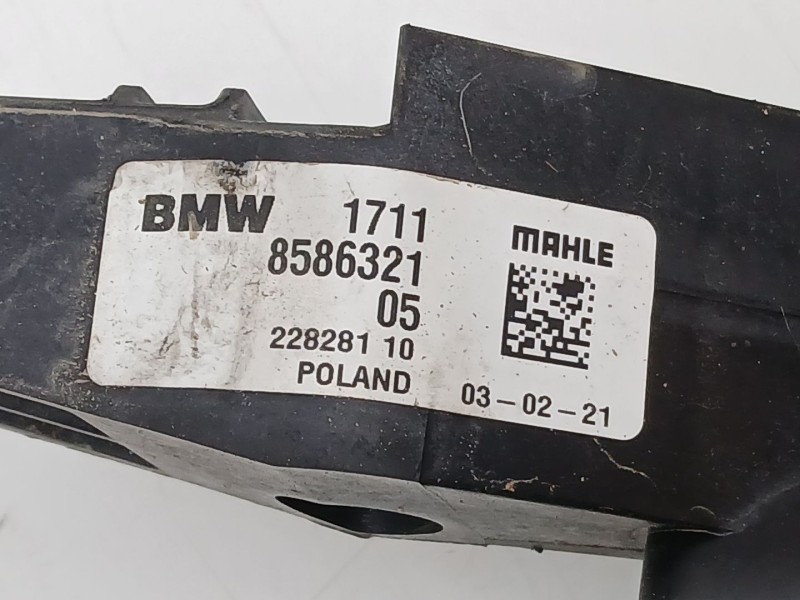 BMW 1711
8586321
05
228281 10
POLAND
MAHLE
03-02-21